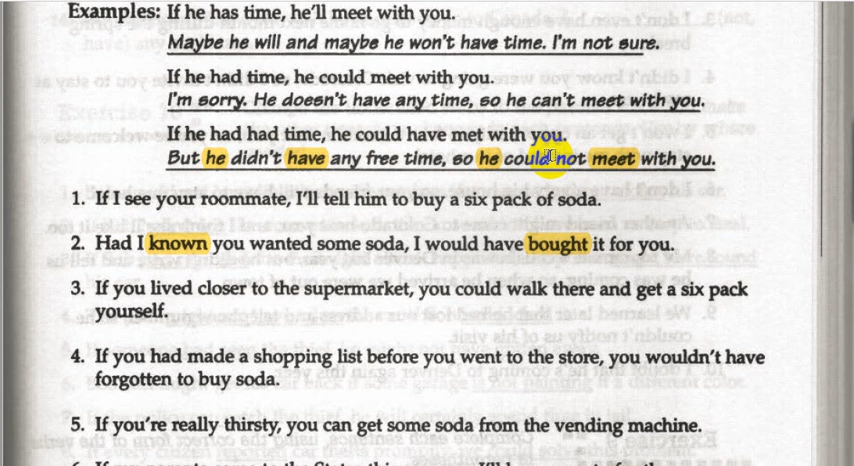 Examples: If he has time, he'll meet with you.
Maybe he will and maybe he won't have time. I'm not sure.
If he had time, he could meet with you.
I'm sorry. He doesn't have any time, so he can't meet with you.
If he had had time, he could have met with you.
But he didn't have any free time, so he could not meet with you.
1. If I see your roommate, I'll tell him to buy a six pack of soda.
2. Had I known you wanted some soda, I would have bought it for you.
3. If you lived closer to the supermarket, you could walk there and get a six pack
yourself.
4. If you had made a shopping list before you went to the store, you wouldn't have
forgotten to buy soda.
5. If you're really thirsty, you can get some soda from the vending machine.